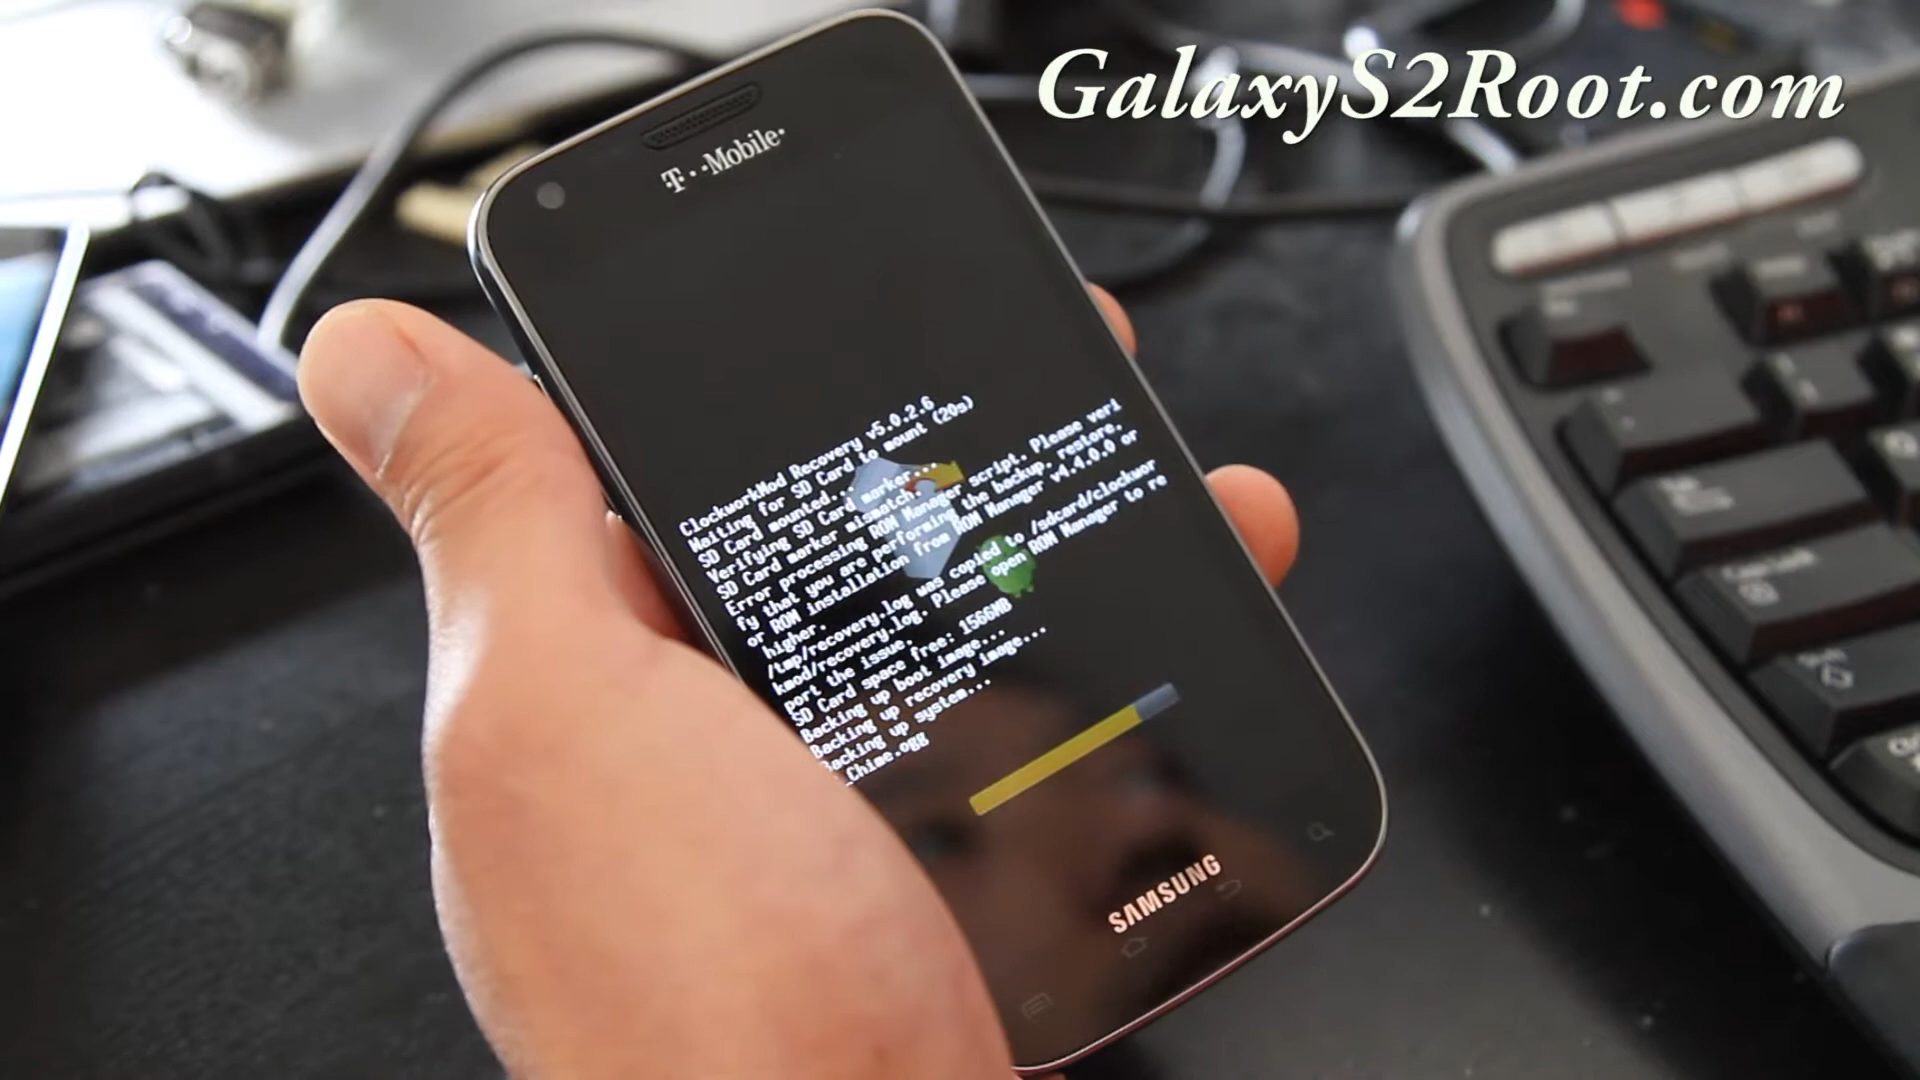 GalaxyS2Root.com
T··Mobile·
ClockworkMod Recovery v5.0.2.6
Waiting for SD Card to mount (20s)
SD Card mounted...
Verifying SD Card marker...
SD Card marker mismatch.
Error processing ROM Manager script. Please veri
fy that you are performing the backup, restore,
or ROM installation from ROM Manager v4.4.0.0 or
higher.
/tmp/recovery.log was copied to /sdcard/clockwor
kmod/recovery.log. Please open ROM Manager to re
port the issue.
SD Card space free: 1566MB
Backing up boot image...
Backing up recovery image...
Backing up system...
_Chime.ogg
SAMSUNG